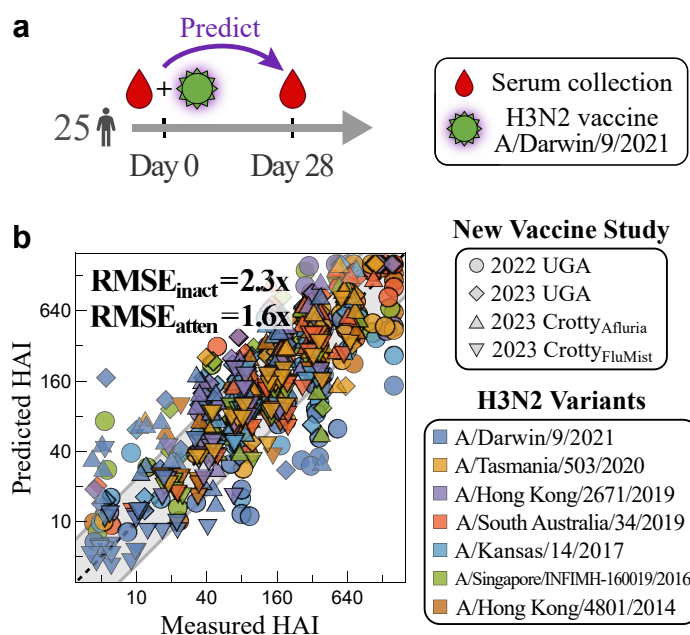 a
Predict
+
25
Day 0
Day 28
Serum collection
H3N2 vaccine
A/Darwin/9/2021
b
RMSEinact=2.3x
RMSEatten=1.6x
Predicted HAI
640
160
40
10
10
40
160
640
Measured HAI
New Vaccine Study
2022 UGA
2023 UGA
2023 CrottyAfluria
2023 CrottyFluMist
H3N2 Variants
A/Darwin/9/2021
A/Tasmania/503/2020
A/Hong Kong/2671/2019
A/South Australia/34/2019
A/Kansas/14/2017
A/Singapore/INFIMH-160019/2016
A/Hong Kong/4801/2014